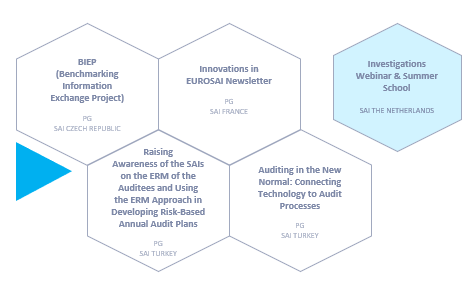 BIEP
(Benchmarking
Information
Exchange Project)
PG
SAI CZECH REPUBLIC
Innovations in
EUROSAI Newsletter
PG
SAI FRANCE
Investigations
Webinar & Summer
School
SAI THE NETHERLANDS
Raising
Awareness of the SAIs
on the ERM of the
Auditees and Using
the ERM Approach in
Developing Risk-Based
Annual Audit Plans
PG
SAI TURKEY
Auditing in the New
Normal: Connecting
Technology to Audit
Processes
PG
SAI TURKEY